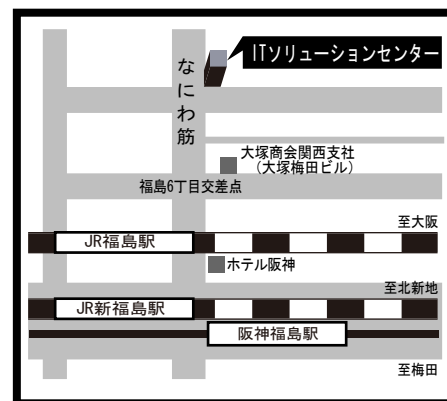 ITソリューションセンター
なにわ筋
大塚商会関西支社
（大塚梅田ビル）
福島6丁目交差点
至大阪
JR福島駅
ホテル阪神
至北新地
JR新福島駅
阪神福島駅
至梅田